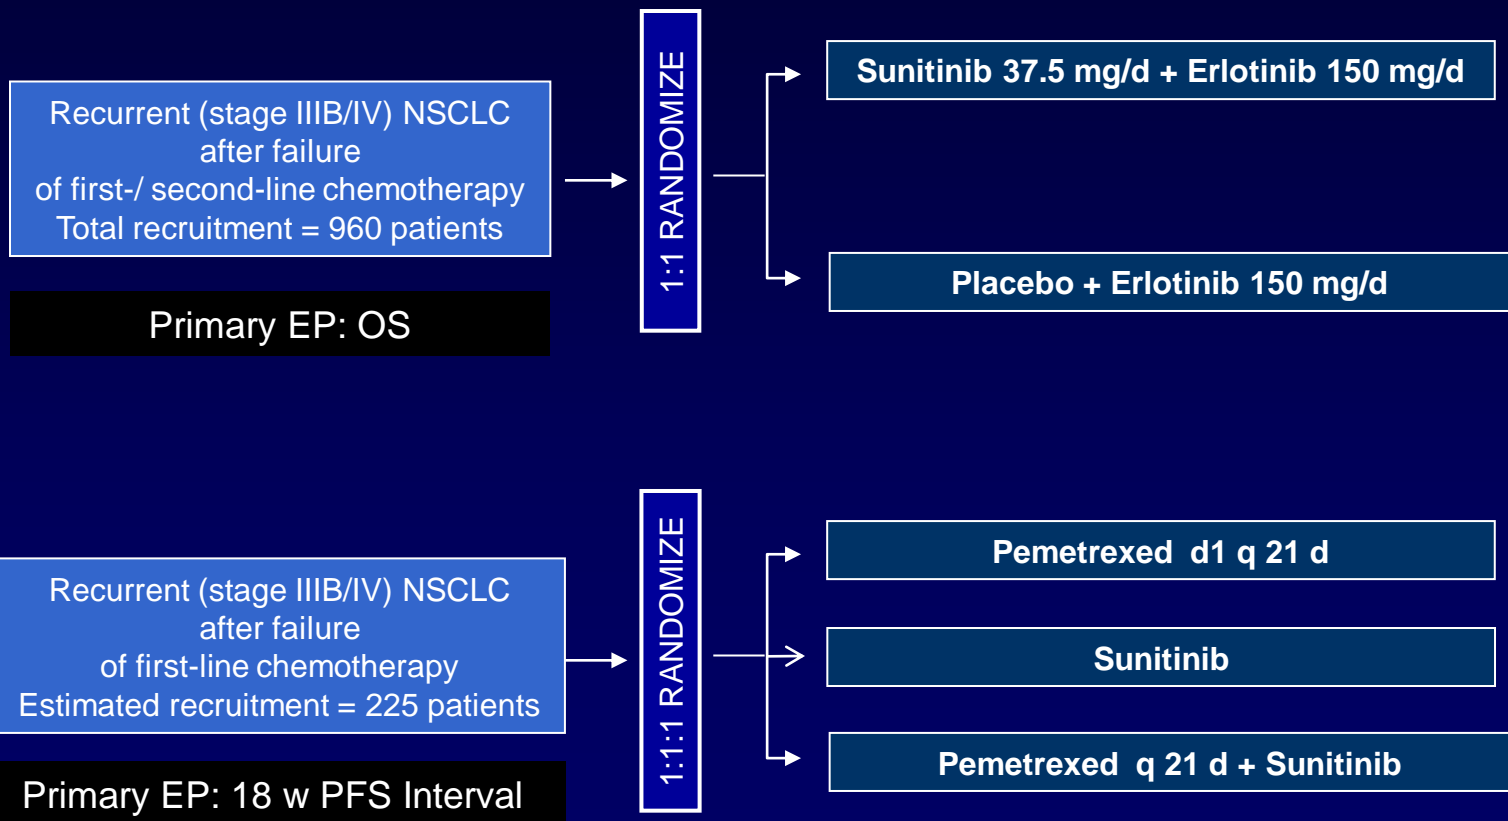 Recurrent (stage IIIB/IV) NSCLC
after failure
of first-/ second-line chemotherapy
Total recruitment = 960 patients
Primary EP: OS
1:1 RANDOMIZE
Sunitinib 37.5 mg/d + Erlotinib 150 mg/d
Placebo + Erlotinib 150 mg/d
Recurrent (stage IIIB/IV) NSCLC
after failure
of first-line chemotherapy
Estimated recruitment = 225 patients
Primary EP: 18 w PFS Interval
1:1:1 RANDOMIZE
Pemetrexed d1 q 21 d
Sunitinib
Pemetrexed q 21 d + Sunitinib